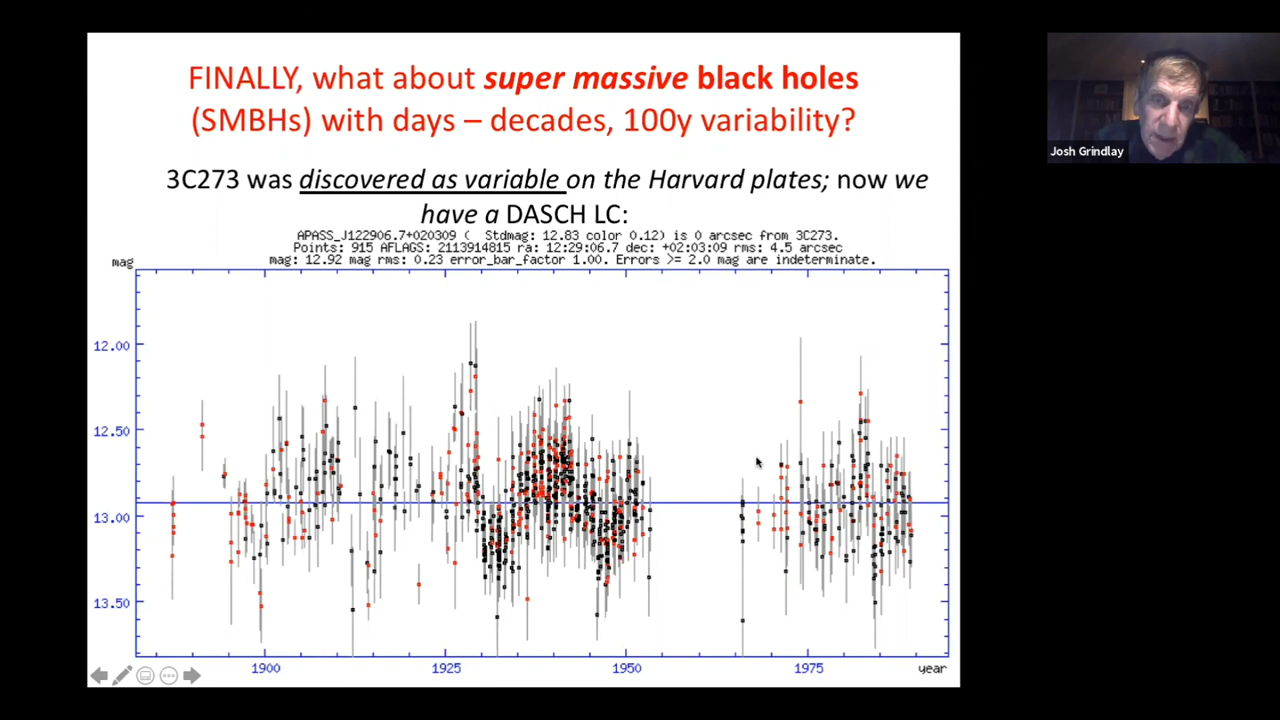 FINALLY, what about super massive black holes
(SMBHs) with days – decades, 100y variability?
Josh Grindlay
3C273 was discovered as variable on the Harvard plates; now we
have a DASCH LC:
APASS_J122906.7+020309 ( Stdmag: 12.83 color 0.12) is 0 arcsec from 3C273.
Points: 915 AFLAGS: 2113914815 ra: 12:29:06.7 dec: +02:03:09 rms: 4.5 arcsec
mag: 12.92 mag rms: 0.23 error_bar_factor 1.00. Errors >= 2.0 mag are indeterminate.
mag
12.00
12.50
13.00
13.50
1900 1925 1950 1975 year